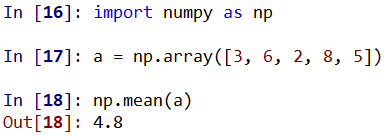 In [16]: import numpy as np
In [17]: a = np.array([3, 6, 2, 8, 5])
In [18]: np.mean(a)
Out[18]: 4.8